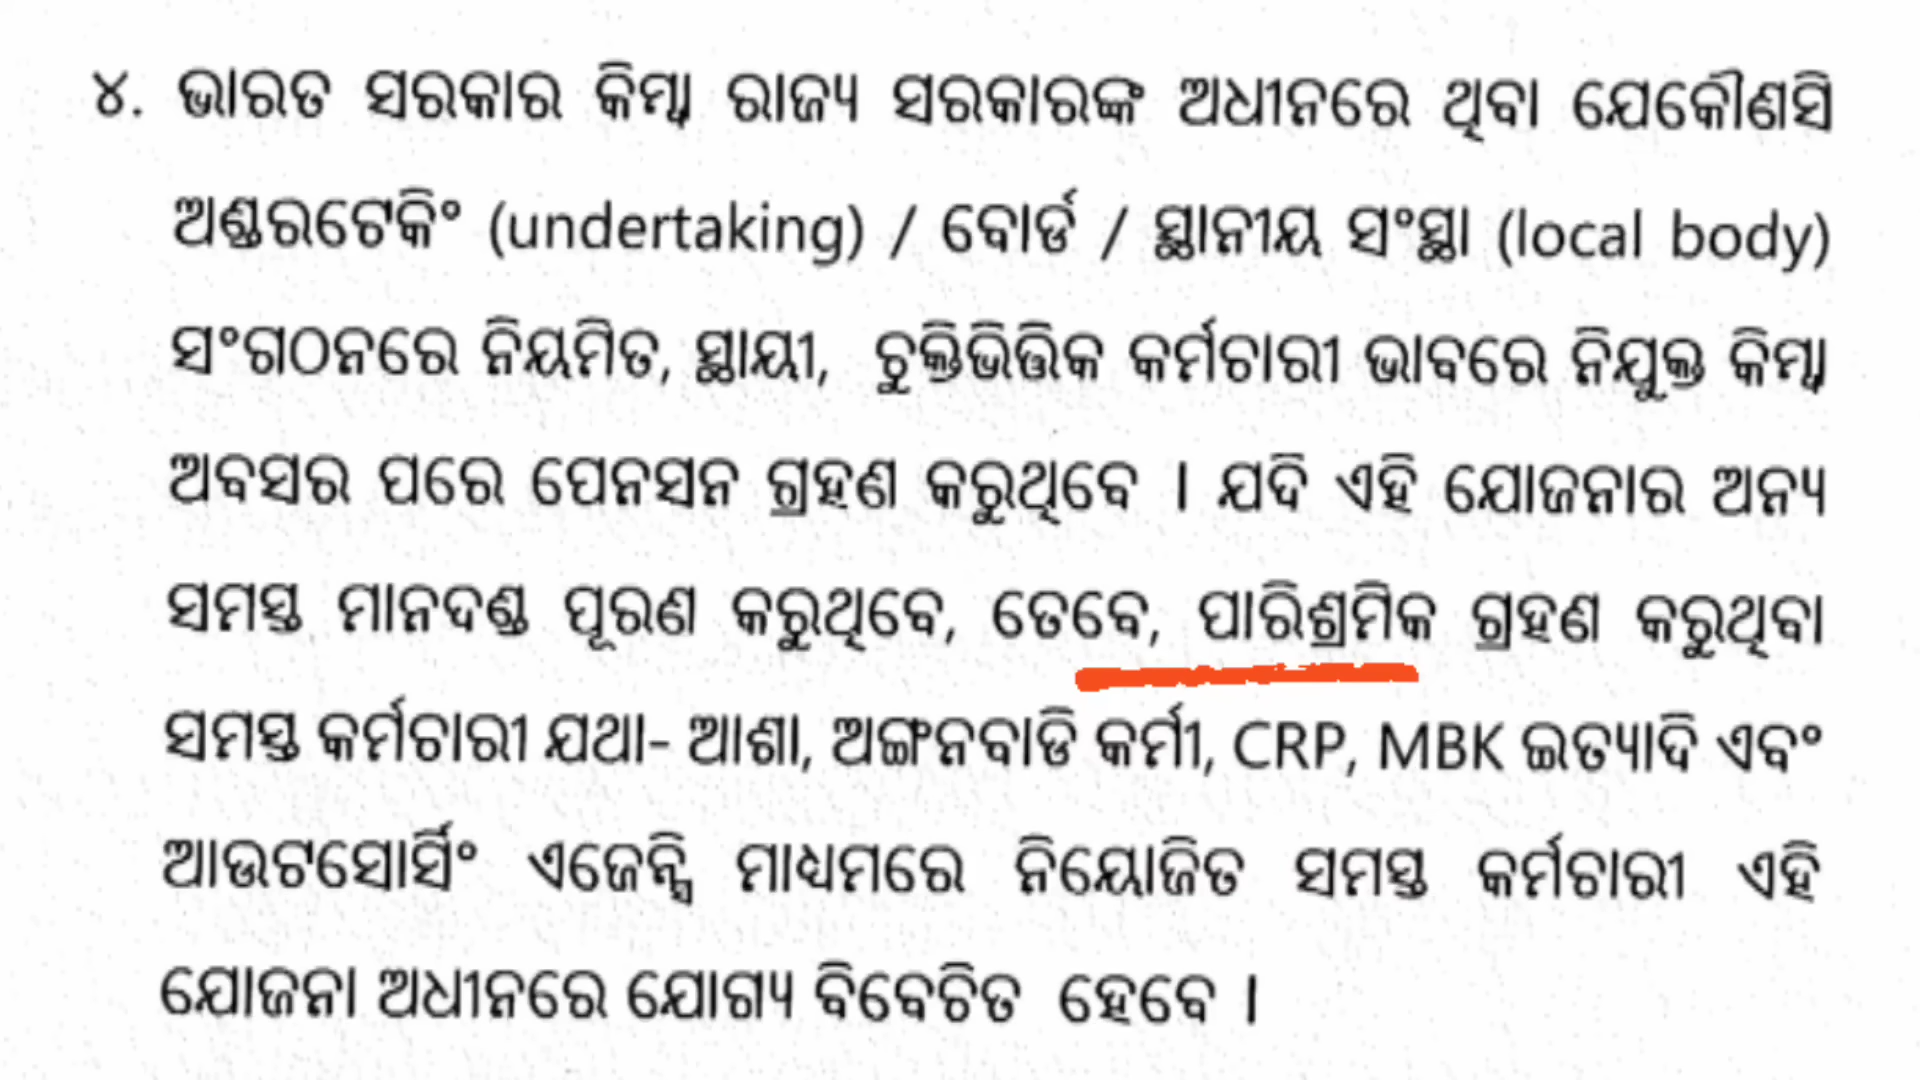 ୪. ଭାରତ ସରକାର କିମ୍ବା ରାଜ୍ୟ ସରକାରଙ୍କ ଅଧୀନରେ ଥିବା ଯେକୌଣସି
ଅଣ୍ଡରଟେକିଂ (undertaking) / ବୋର୍ଡ / ସ୍ଥାନୀୟ ସଂସ୍ଥା (local body)
ସଂଗଠନରେ ନିୟମିତ, ସ୍ଥାୟୀ, ଚୁକ୍ତିଭିତ୍ତିକ କର୍ମଚାରୀ ଭାବରେ ନିଯୁକ୍ତ କିମ୍ବା
ଅବସର ପରେ ପେନସନ ଗ୍ରହଣ କରୁଥିବେ । ଯଦି ଏହି ଯୋଜନାର ଅନ୍ୟ
ସମସ୍ତ ମାନଦଣ୍ଡ ପୂରଣ କରୁଥିବେ, ତେବେ, ପାରିଶ୍ରମିକ ଗ୍ରହଣ କରୁଥିବା
ସମସ୍ତ କର୍ମଚାରୀ ଯଥା- ଆଶା, ଅଙ୍ଗନବାଡି କର୍ମୀ, CRP, MBK ଇତ୍ୟାଦି ଏବଂ
ଆଉଟସୋର୍ସିଂ ଏଜେନ୍ସି ମାଧ୍ୟମରେ ନିୟୋଜିତ ସମସ୍ତ କର୍ମଚାରୀ ଏହି
ଯୋଜନା ଅଧୀନରେ ଯୋଗ୍ୟ ବିବେଚିତ ହେବେ ।